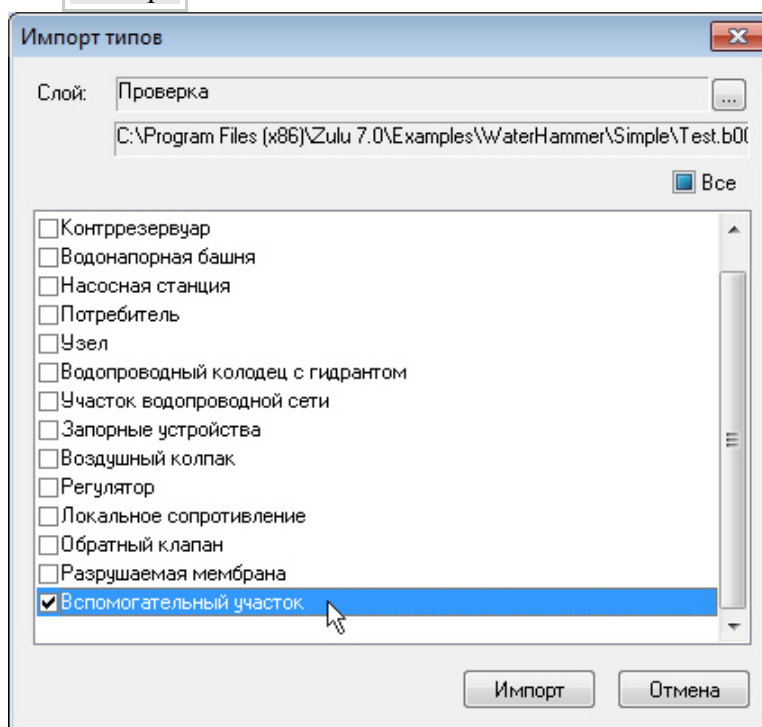 Импорт типов
Слой: Проверка ...
C:\Program Files (x86)\Zulu 7.0\Examples\WaterHammer\Simple\Test.b00
Все
Контррезервуар
Водонапорная башня
Насосная станция
Потребитель
Узел
Водопроводный колодец с гидрантом
Участок водопроводной сети
Запорные устройства
Воздушный колпак
Регулятор
Локальное сопротивление
Обратный клапан
Разрушаемая мембрана
Вспомогательный участок
Импорт Отмена